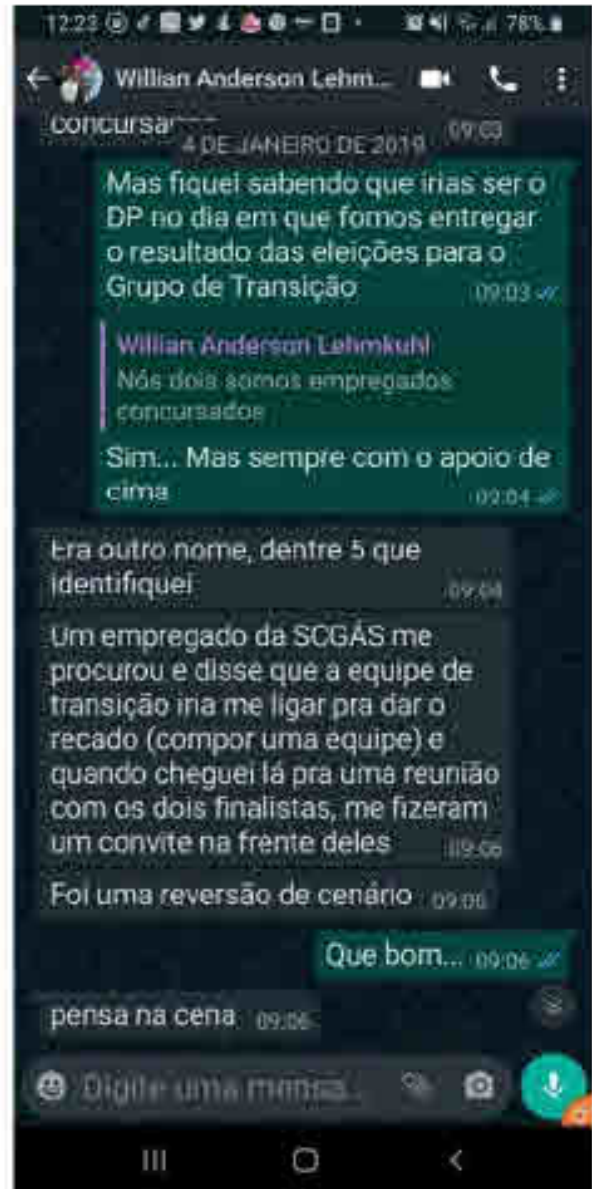 12:23
78%
Willian Anderson Lehm...
09:03
4 DE JANEIRO DE 2019
Mas fiquei sabendo que irias ser o
DP no dia em que fomos entregar
o resultado das eleições para o
Grupo de Transição
09:03
Willian Anderson Lehmkuhl
Nós dois somos empregados
concursados
Sim... Mas sempre com o apoio de
cima
09:04
Era outro nome, dentre 5 que
identifiquei
09:04
Um empregado da SCGÁS me
procurou e disse que a equipe de
transição iria me ligar pra dar o
recado (compor uma equipe) e
quando cheguei lá pra uma reunião
com os dois finalistas, me fizeram
um convite na frente deles
09:06
Foi uma reversão de cenário 09:06
Que bom... 09:06
pensa na cena 09:06
Digite uma mensa...